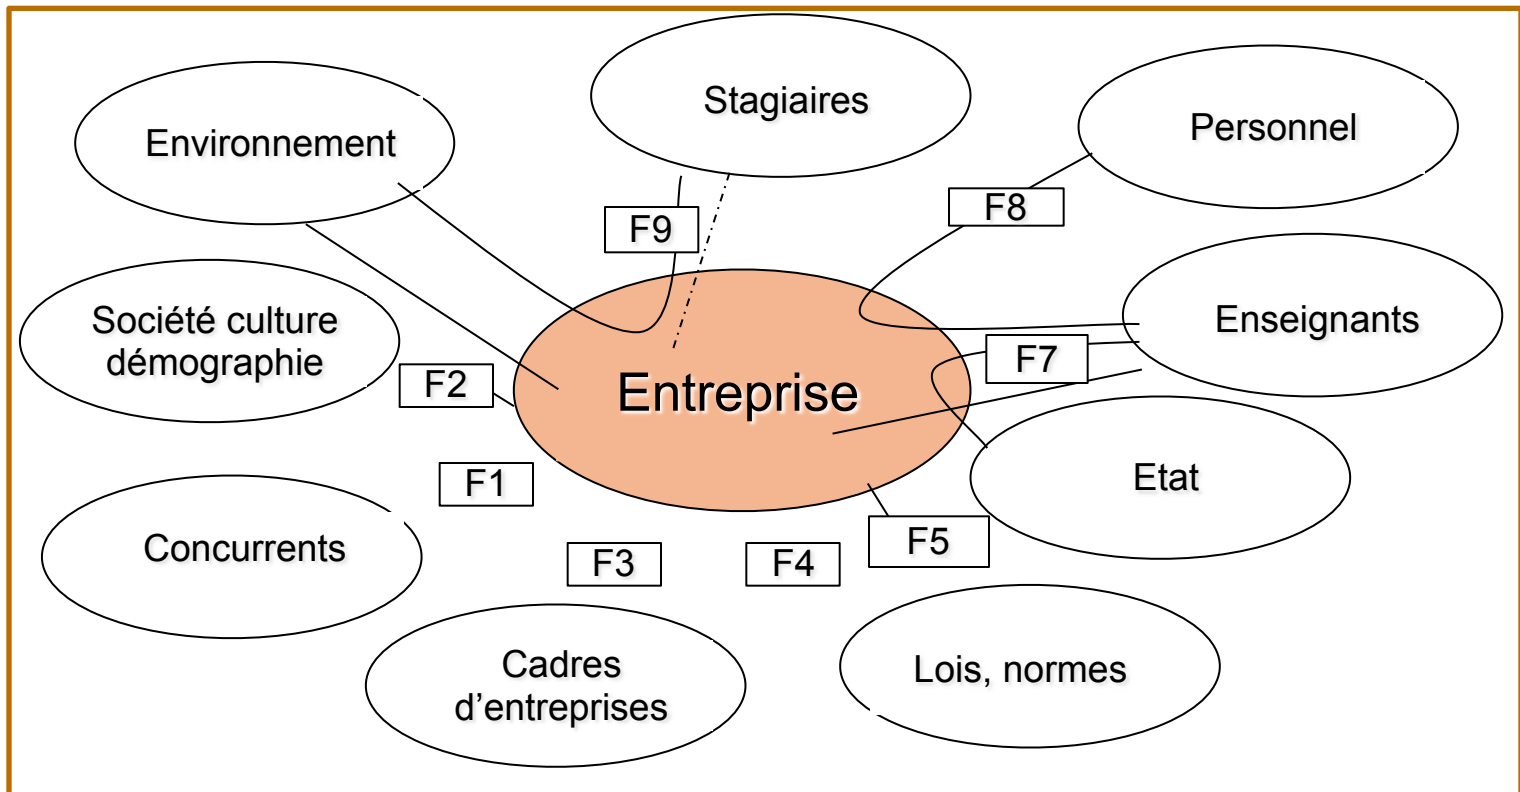 Stagiaires
Environnement
Personnel
F8
F9
Société culture
démographie
Enseignants
F7
F2
Entreprise
F1
Etat
Concurrents
F3
F4
F5
Cadres
d’entreprises
Lois, normes